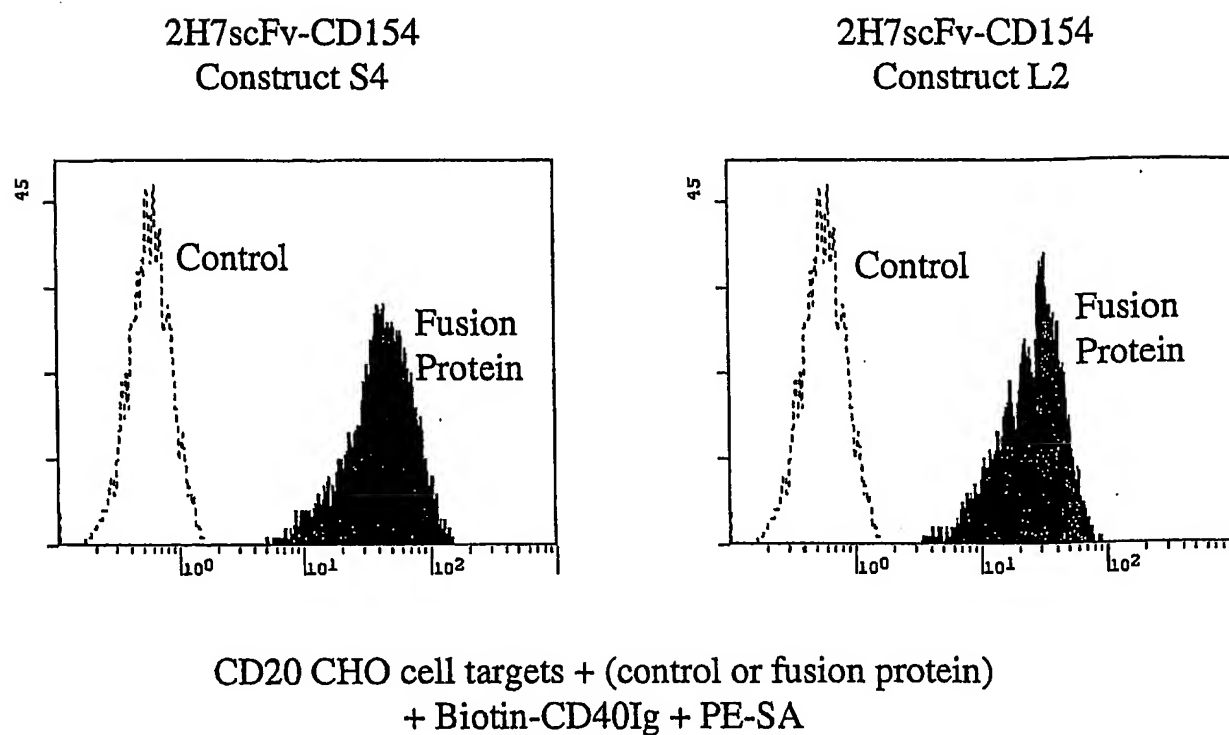 2H7scFv-CD154
Construct S4
2H7scFv-CD154
Construct L2
45
Control
Fusion
Protein
10⁰ 10¹ 10²
45
Control
Fusion
Protein
10⁰ 10¹ 10²
CD20 CHO cell targets + (control or fusion protein)
+ Biotin-CD40Ig + PE-SA